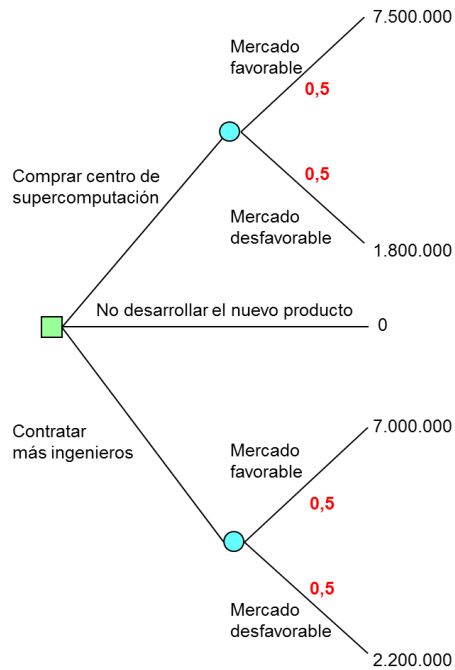 7.500.000
Mercado
favorable
0,5
Comprar centro de
supercomputación
0,5
Mercado
desfavorable
1.800.000
No desarrollar el nuevo producto
0
Contratar
más ingenieros
7.000.000
Mercado
favorable
0,5
0,5
Mercado
desfavorable
2.200.000